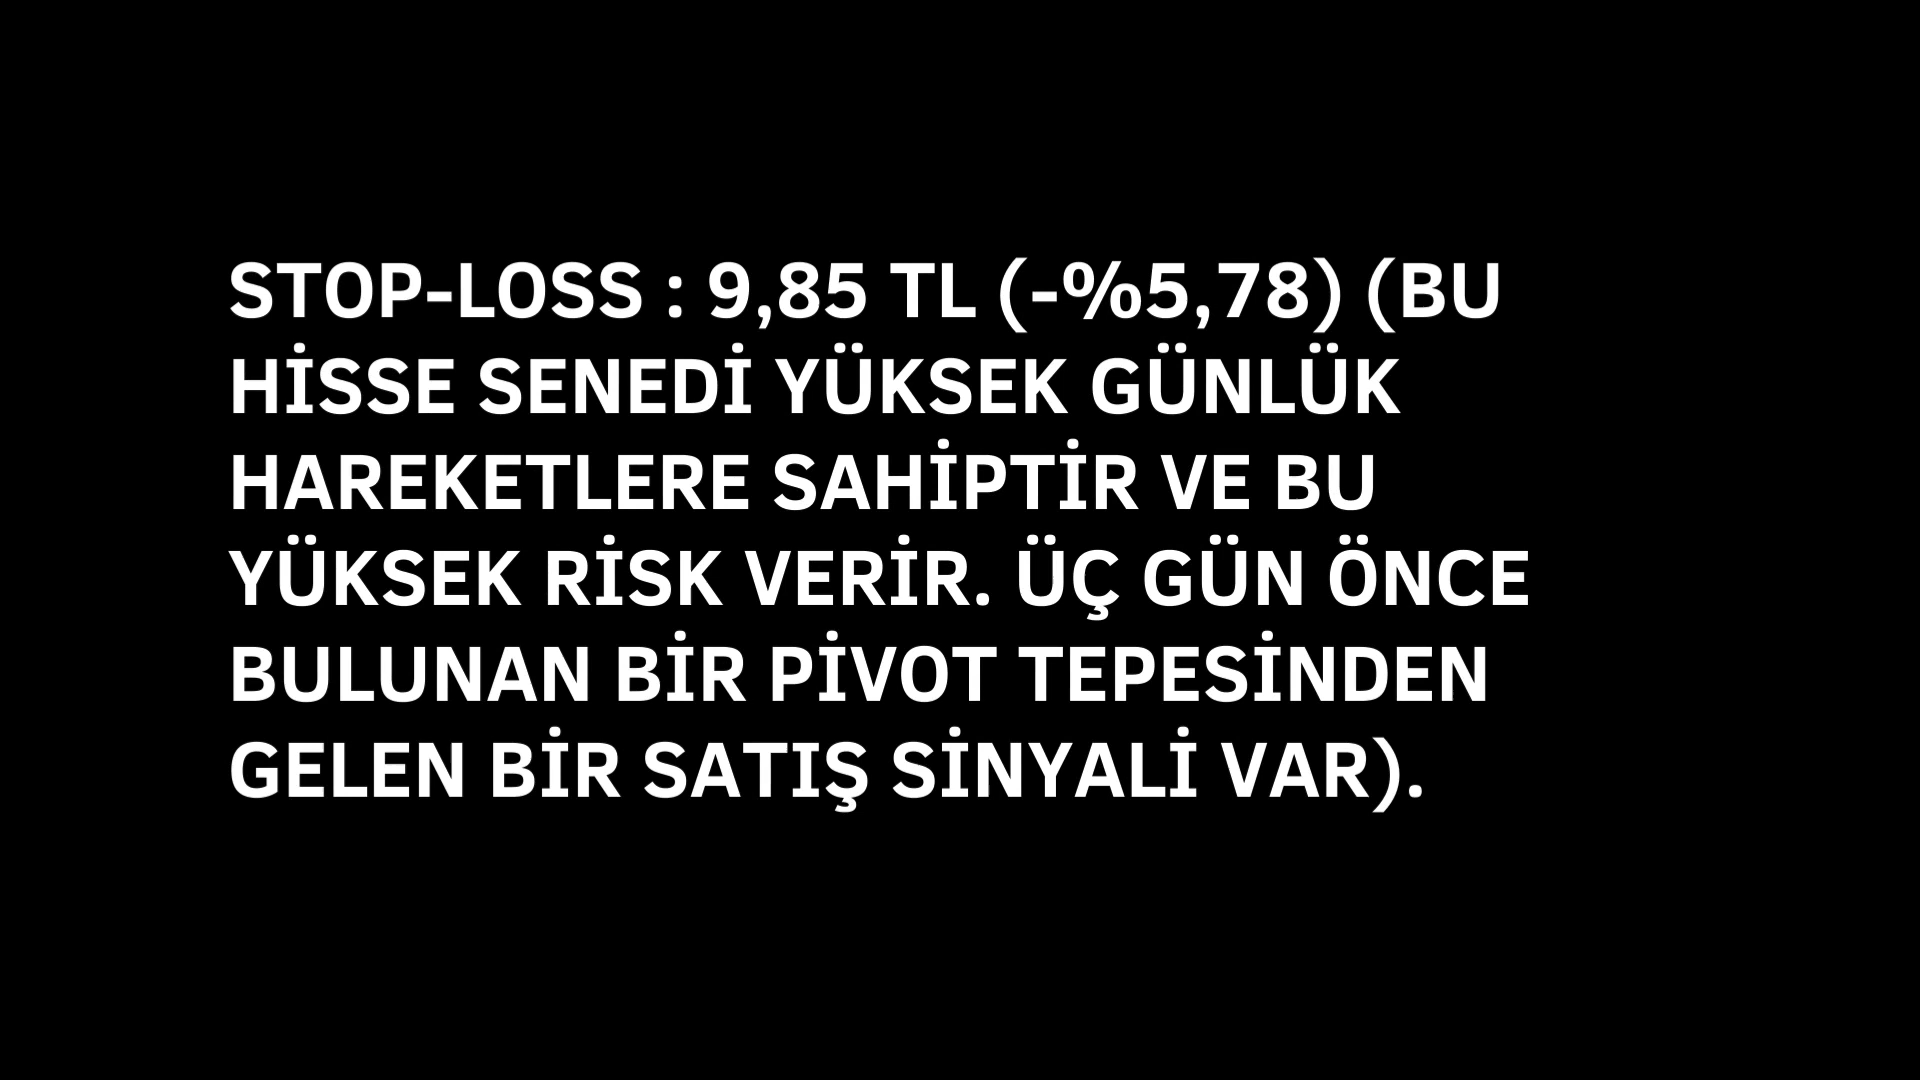 STOP-LOSS : 9,85 TL (-%5,78) (BU
HİSSE SENEDİ YÜKSEK GÜNLÜK
HAREKETLERE SAHİPTİR VE BU
YÜKSEK RİSK VERİR. ÜÇ GÜN ÖNCE
BULUNAN BİR PİVOT TEPESİNDEN
GELEN BİR SATIŞ SİNYALİ VAR).